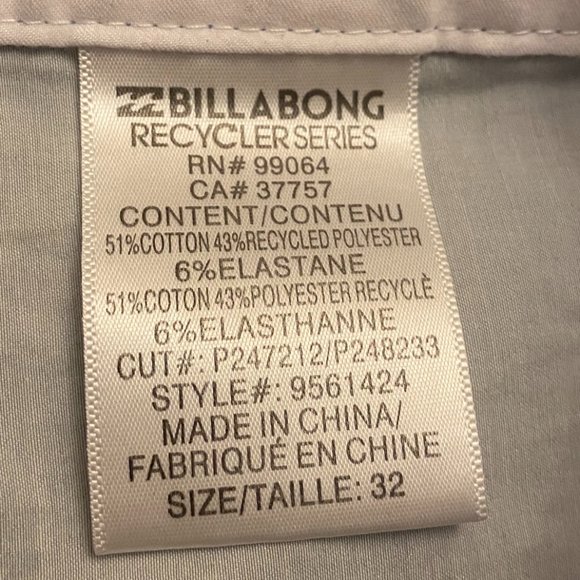 BILLABONG
RECYCLER SERIES
RN# 99064
CA# 37757
CONTENT/CONTENU
51%COTTON 43%RECYCLED POLYESTER
6%ELASTANE
51%COTON 43%POLYESTER RECYCLÈ
6%ELASTHANNE
CUT#: P247212/P248233
STYLE#: 9561424
MADE IN CHINA/
FABRIQUÉ EN CHINE
SIZE/TAILLE: 32